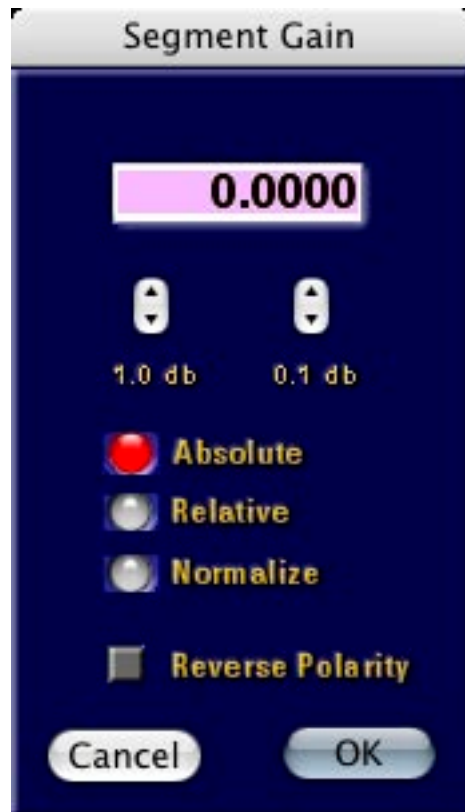 Segment Gain
0.0000
1.0 db 0.1 db
Absolute
Relative
Normalize
Reverse Polarity
Cancel OK